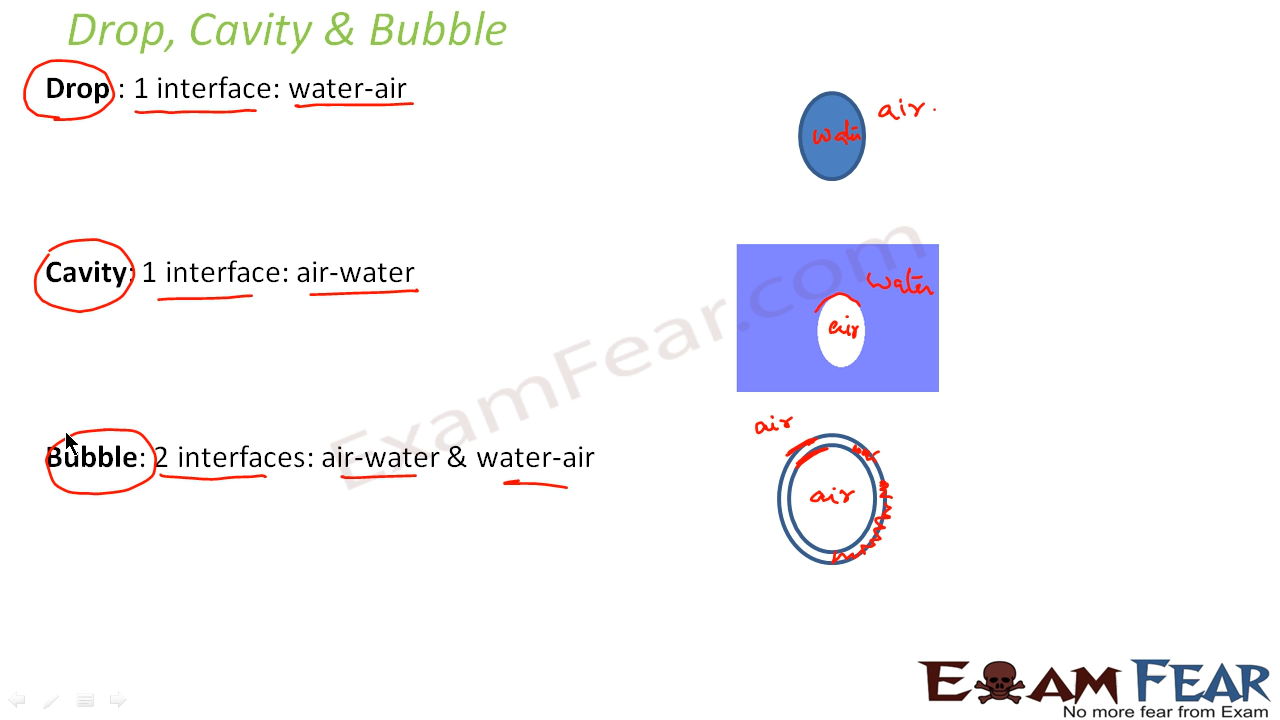 Drop, Cavity & Bubble
Drop : 1 interface: water-air
air.
water
Cavity: 1 interface: air-water
water
air
air
Bubble: 2 interfaces: air-water & water-air
air
ExamFear.com
EXAM FEAR
No more fear from Exam